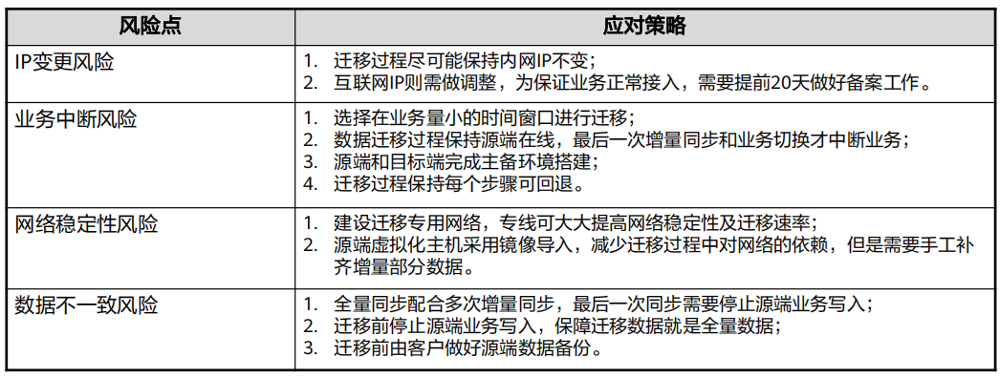 风险点
应对策略
IP变更风险
1. 迁移过程尽可能保持内网IP不变；
2. 互联网IP则需做调整，为保证业务正常接入，需要提前20天做好备案工作。
业务中断风险
1. 选择在业务量小的时间窗口进行迁移；
2. 数据迁移过程保持源端在线，最后一次增量同步和业务切换才中断业务；
3. 源端和目标端完成主备环境搭建；
4. 迁移过程保持每个步骤可回退。
网络稳定性风险
1. 建设迁移专用网络，专线可大大提高网络稳定性及迁移速率；
2. 源端虚拟化主机采用镜像导入，减少迁移过程中对网络的依赖，但是需要手工补
齐增量部分数据。
数据不一致风险
1. 全量同步配合多次增量同步，最后一次同步需要停止源端业务写入；
2. 迁移前停止源端业务写入，保障迁移数据就是全量数据；
3. 迁移前由客户做好源端数据备份。